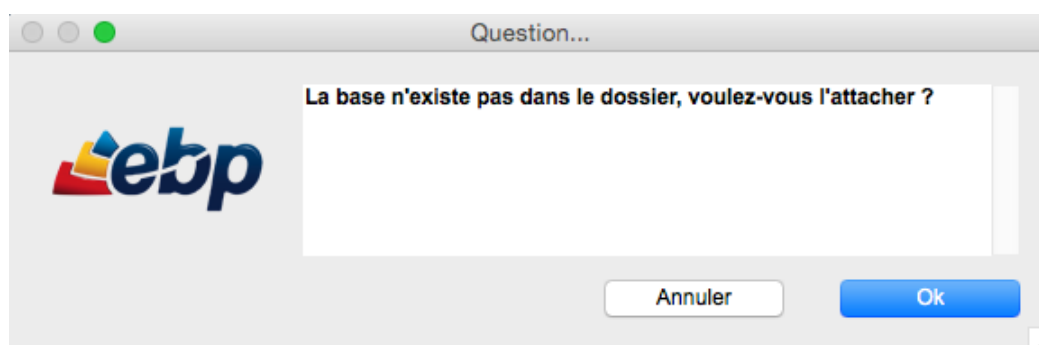 Question...
La base n'existe pas dans le dossier, voulez-vous l'attacher ?
ebp
Annuler
Ok